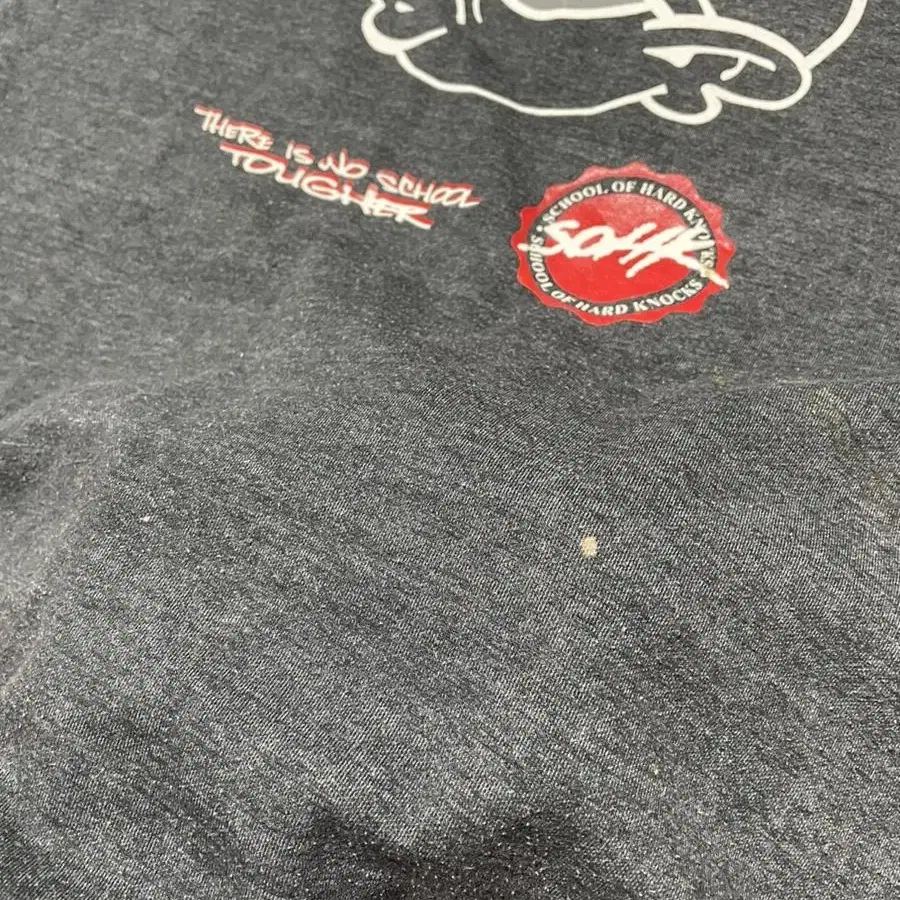 THERE IS NO SCHOOL
TOUGHER
• SCHOOL OF HARD KNOCKS •
SOHK
SCHOOL OF HARD KNOCKS